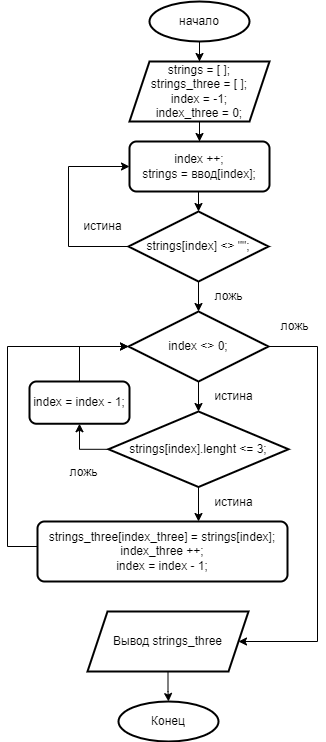 начало
strings = [ ];
strings_three = [ ];
index = -1;
index_three = 0;
index ++;
strings = ввод[index];
истина
strings[index] <> "";
ложь
ложь
index <> 0;
истина
index = index - 1;
strings[index].lenght <= 3;
ложь
истина
strings_three[index_three] = strings[index];
index_three ++;
index = index - 1;
Вывод strings_three
Конец